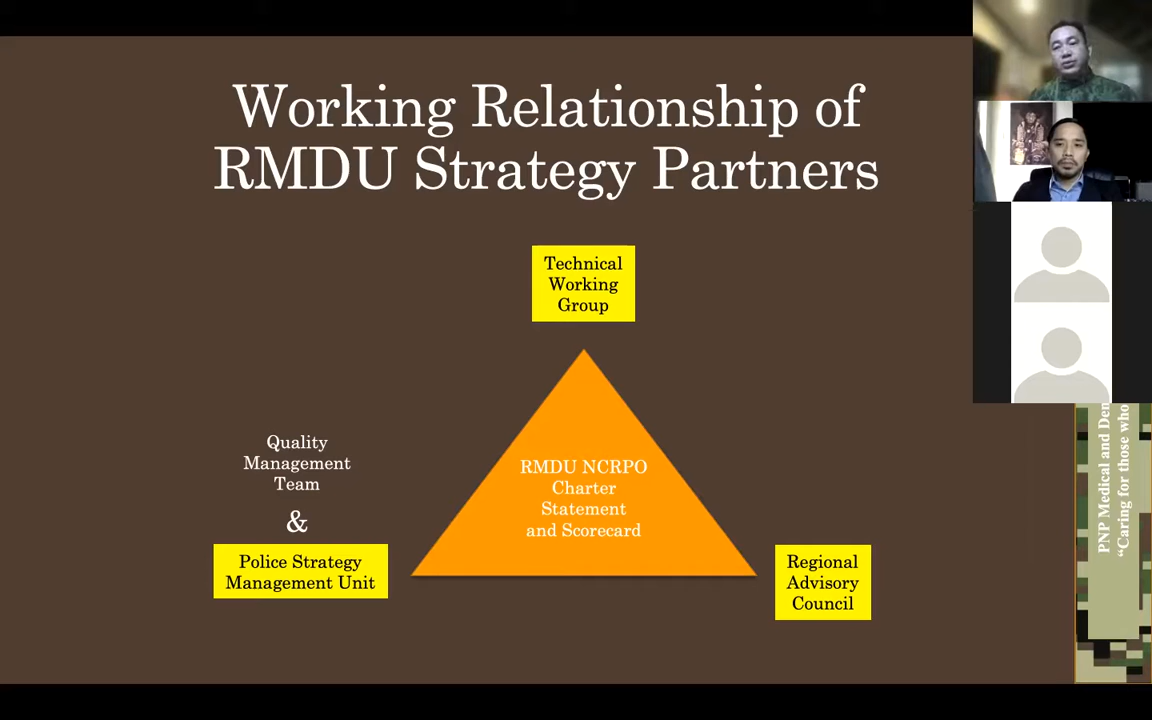 Working Relationship of
RMDU Strategy Partners
Technical
Working
Group
Quality
Management
Team
&
Police Strategy
Management Unit
RMDU NCRPO
Charter
Statement
and Scorecard
Regional
Advisory
Council
PNP Medical and
“Caring for those who